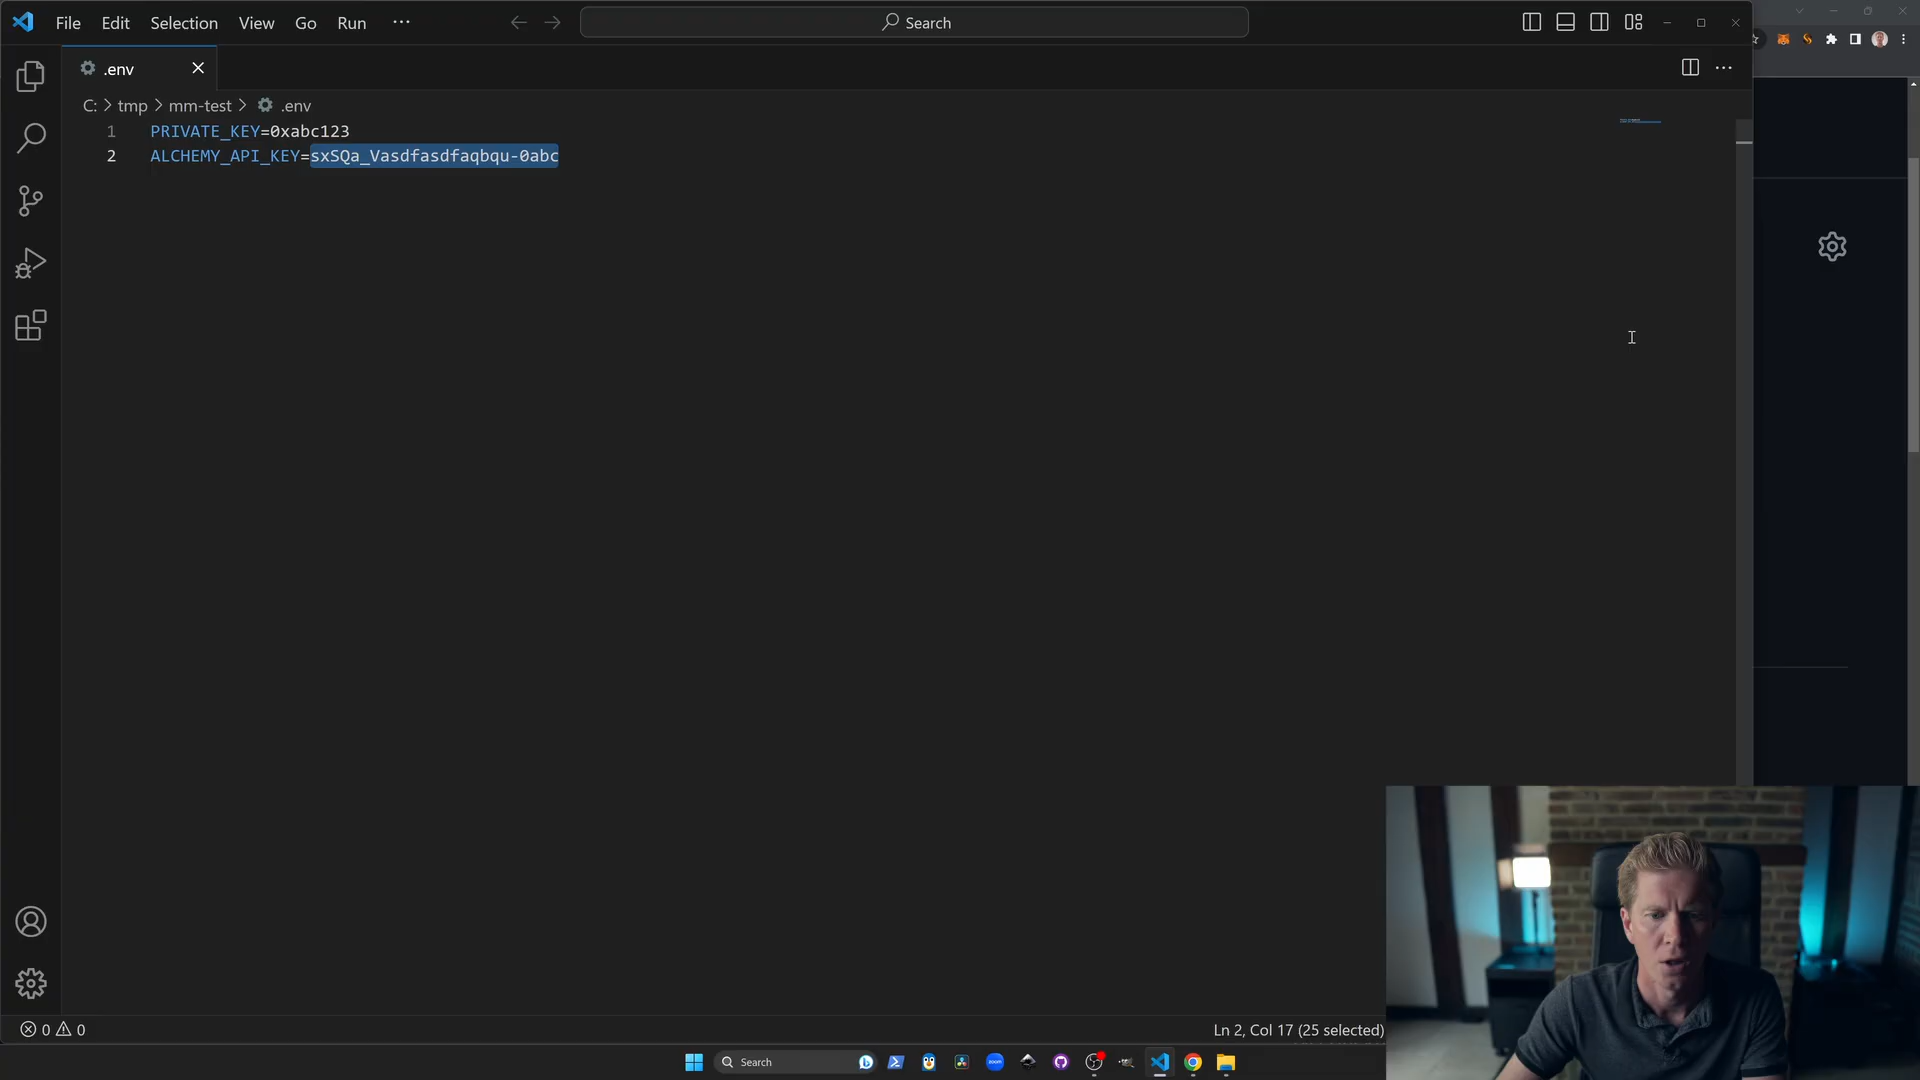 File Edit Selection View Go Run ···
Search
.env
C: > tmp > mm-test > .env
1 PRIVATE_KEY=0xabc123
2 ALCHEMY_API_KEY=sxSQa_Vasdfasdfaqbqu-0abc
0 0
Ln 2, Col 17 (25 selected)
Search
zoom